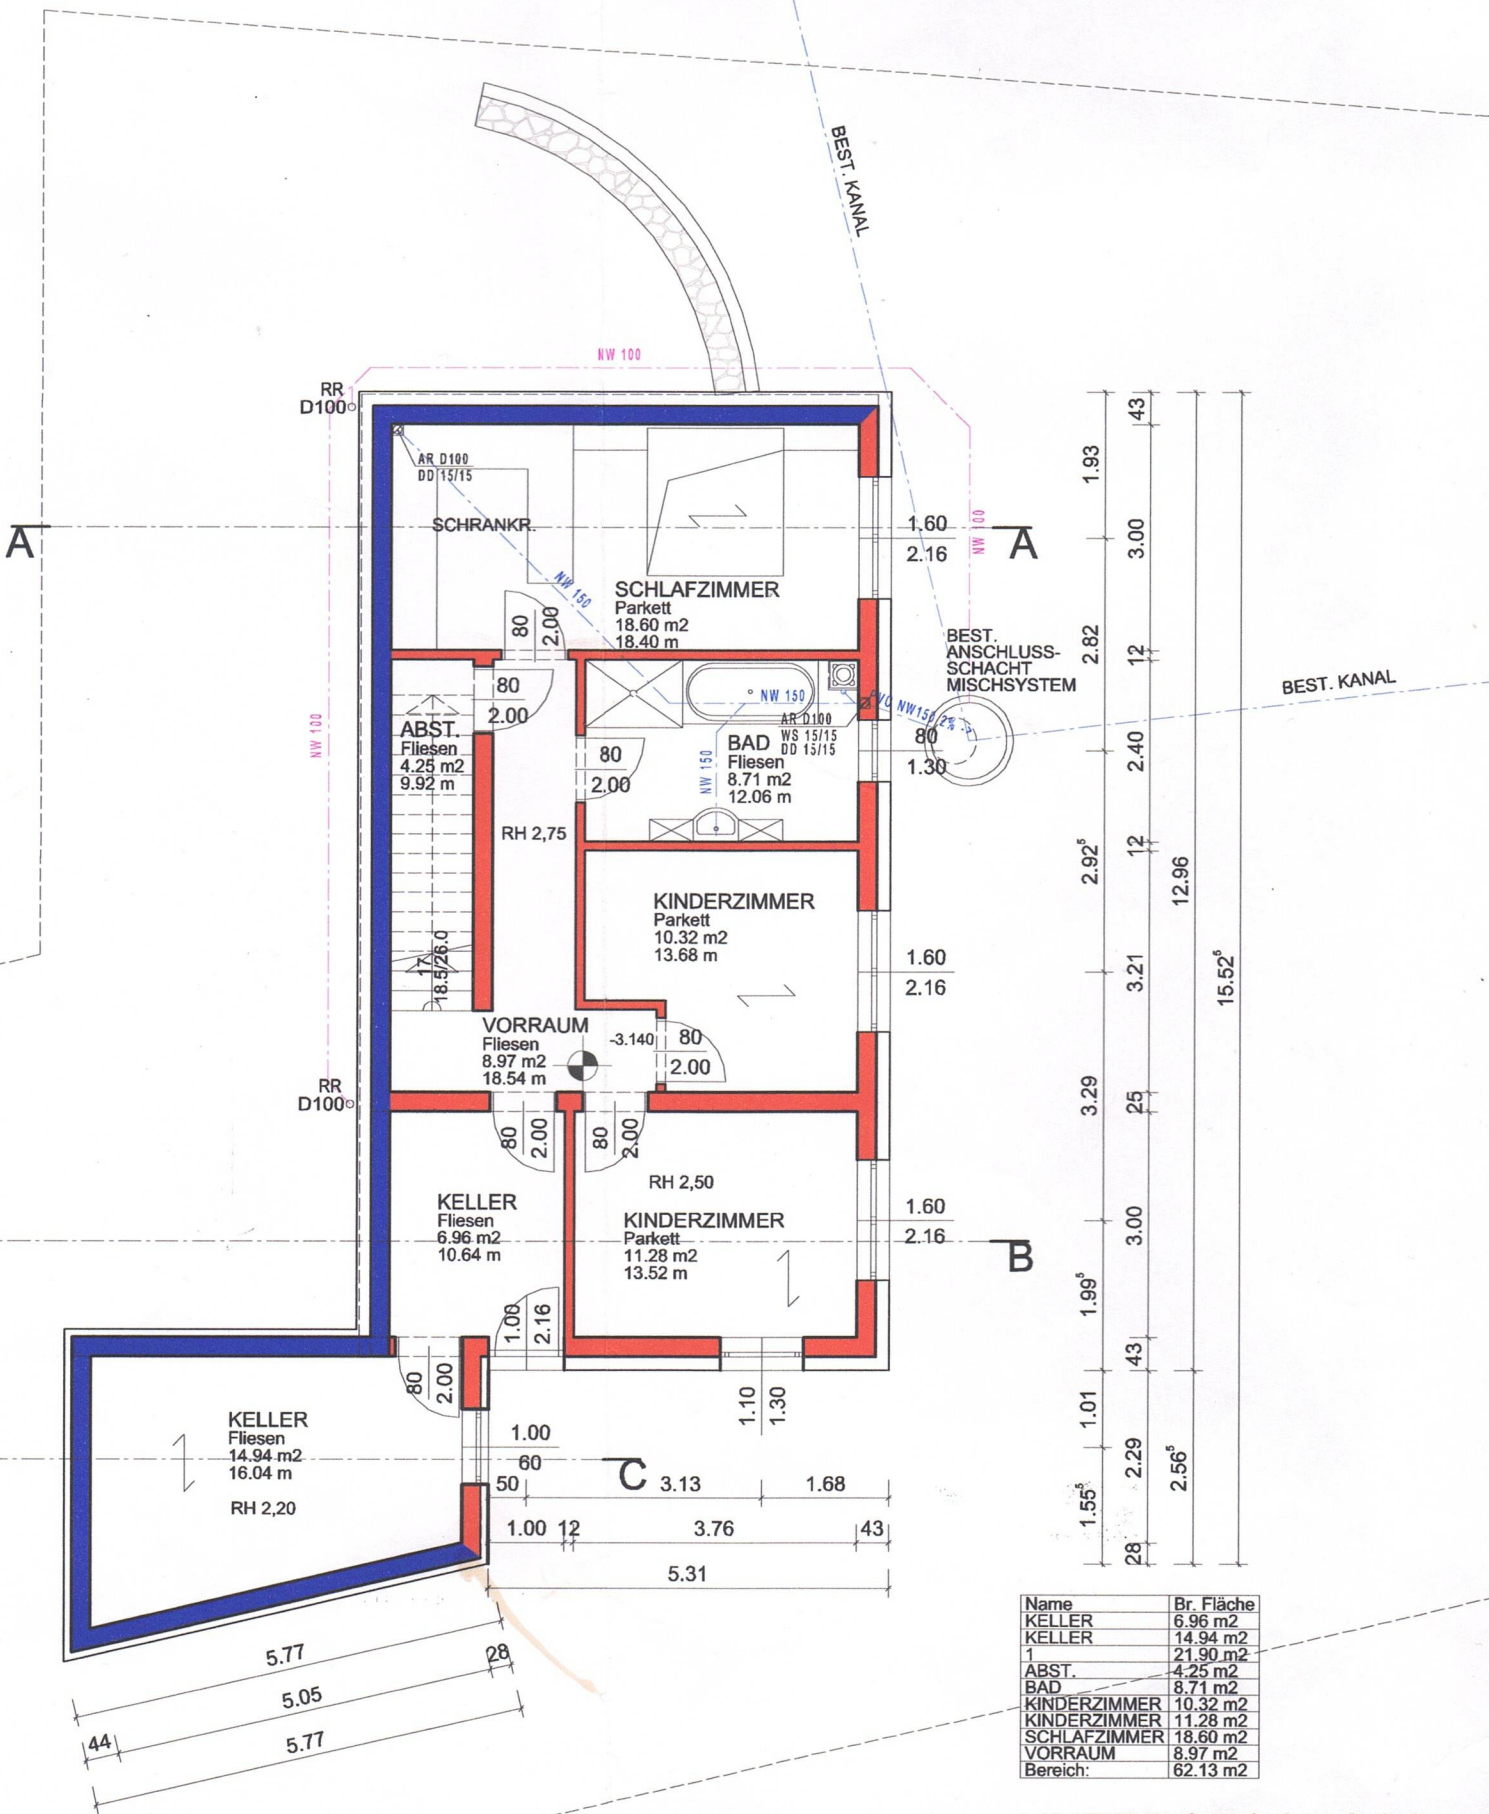 BEST. KANAL
NW 100
RR
D100
AR D100
DD 15/15
SCHRANKR.
A
A
1.60
2.16
NW 100
NW 150
SCHLAFZIMMER
Parkett
18.60 m2
18.40 m
80
2.00
BEST.
ANSCHLUSS-
SCHACHT
MISCHSYSTEM
BEST. KANAL
80
2.00
NW 150
PVC NW150 2%
AR D100
WS 15/15
DD 15/15
NW 100
ABST.
Fliesen
4.25 m2
9.92 m
80
2.00
NW 150
BAD
Fliesen
8.71 m2
12.06 m
80
1.30
RH 2,75
KINDERZIMMER
Parkett
10.32 m2
13.68 m
17
18.5/26.0
1.60
2.16
VORRAUM
Fliesen
8.97 m2
18.54 m
-3.140
80
2.00
RR
D100
80
2.00
80
2.00
RH 2,50
KELLER
Fliesen
6.96 m2
10.64 m
KINDERZIMMER
Parkett
11.28 m2
13.52 m
1.60
2.16
B
1.00
2.16
80
2.00
1.10
1.30
KELLER
Fliesen
14.94 m2
16.04 m
RH 2,20
1.00
60
C
50
3.13
1.68
1.00
12
3.76
43
5.31
5.77
28
5.05
44
5.77
1.93
2.82
2.92⁵
3.29
1.99⁵
1.01
1.55⁵
43
3.00
12
2.40
12
3.21
25
3.00
43
2.29
28
12.96
2.56⁵
15.52⁵
Name Br. Fläche
KELLER 6.96 m2
KELLER 14.94 m2
1 21.90 m2
ABST. 4.25 m2
BAD 8.71 m2
KINDERZIMMER 10.32 m2
KINDERZIMMER 11.28 m2
SCHLAFZIMMER 18.60 m2
VORRAUM 8.97 m2
Bereich: 62.13 m2